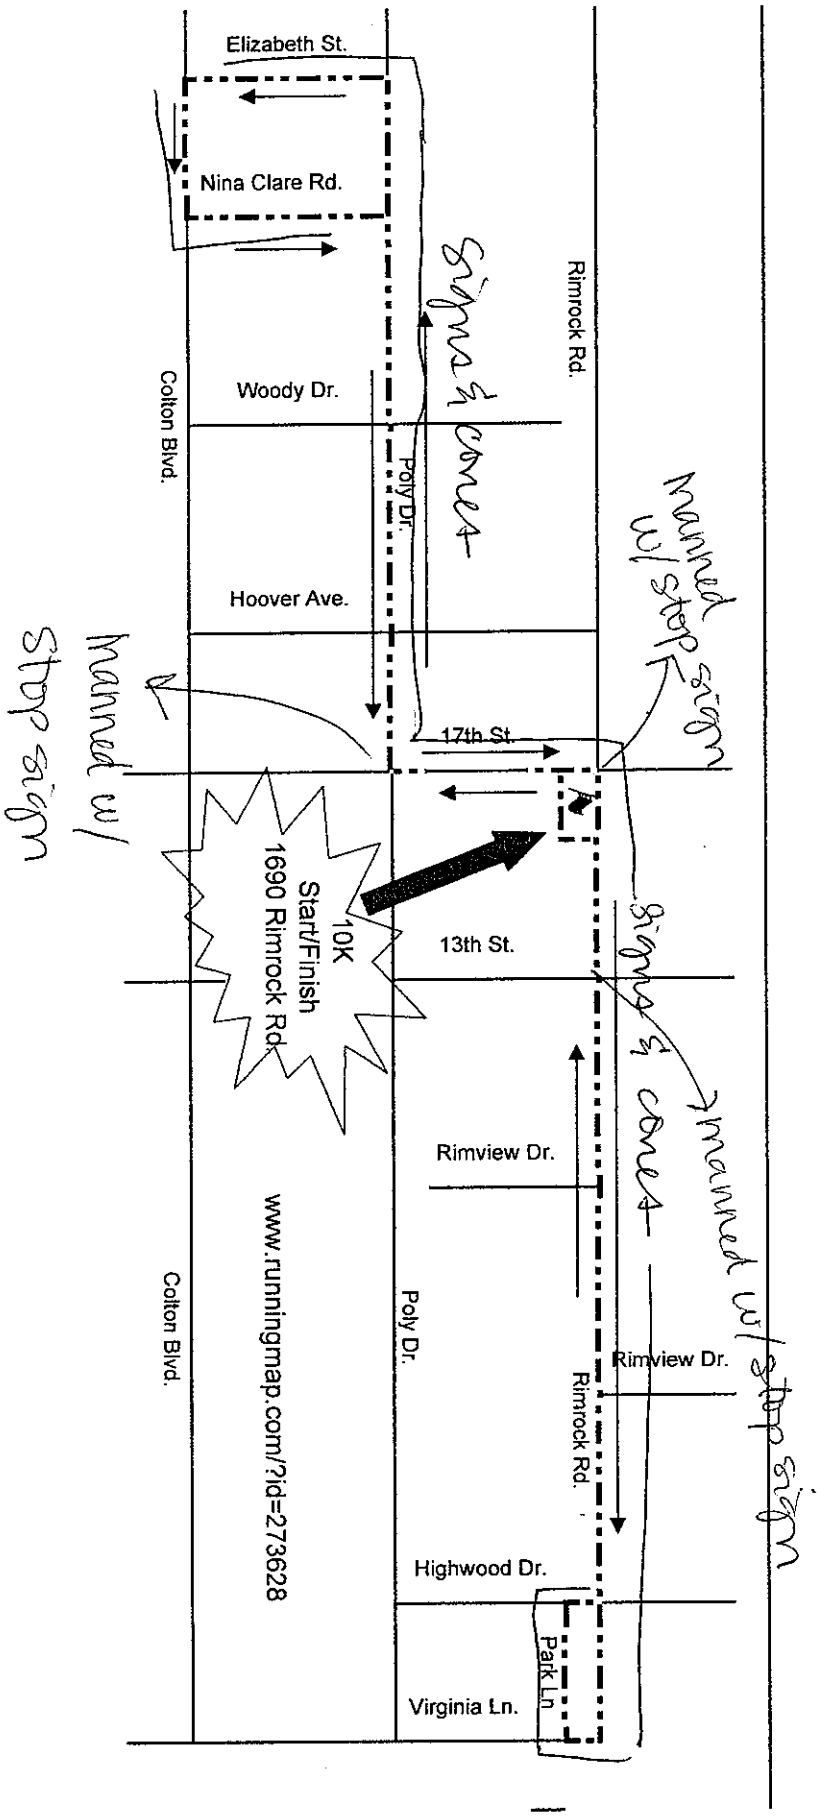 Elizabeth St.
Nina Clare Rd.
signs & cones
Rimrock Rd.
Woody Dr.
Colton Blvd.
Poly Dr.
Manned
w/ stop sign
Hoover Ave.
Manned w/
stop sign
17th St.
10K
Start/Finish
1690 Rimrock Rd.
13th St.
signs & cones
manned w/ stop sign
Rimview Dr.
www.runningmap.com/?id=273628
Colton Blvd.
Poly Dr.
Rimview Dr.
Rimrock Rd.
Highwood Dr.
Park Ln
Virginia Ln.